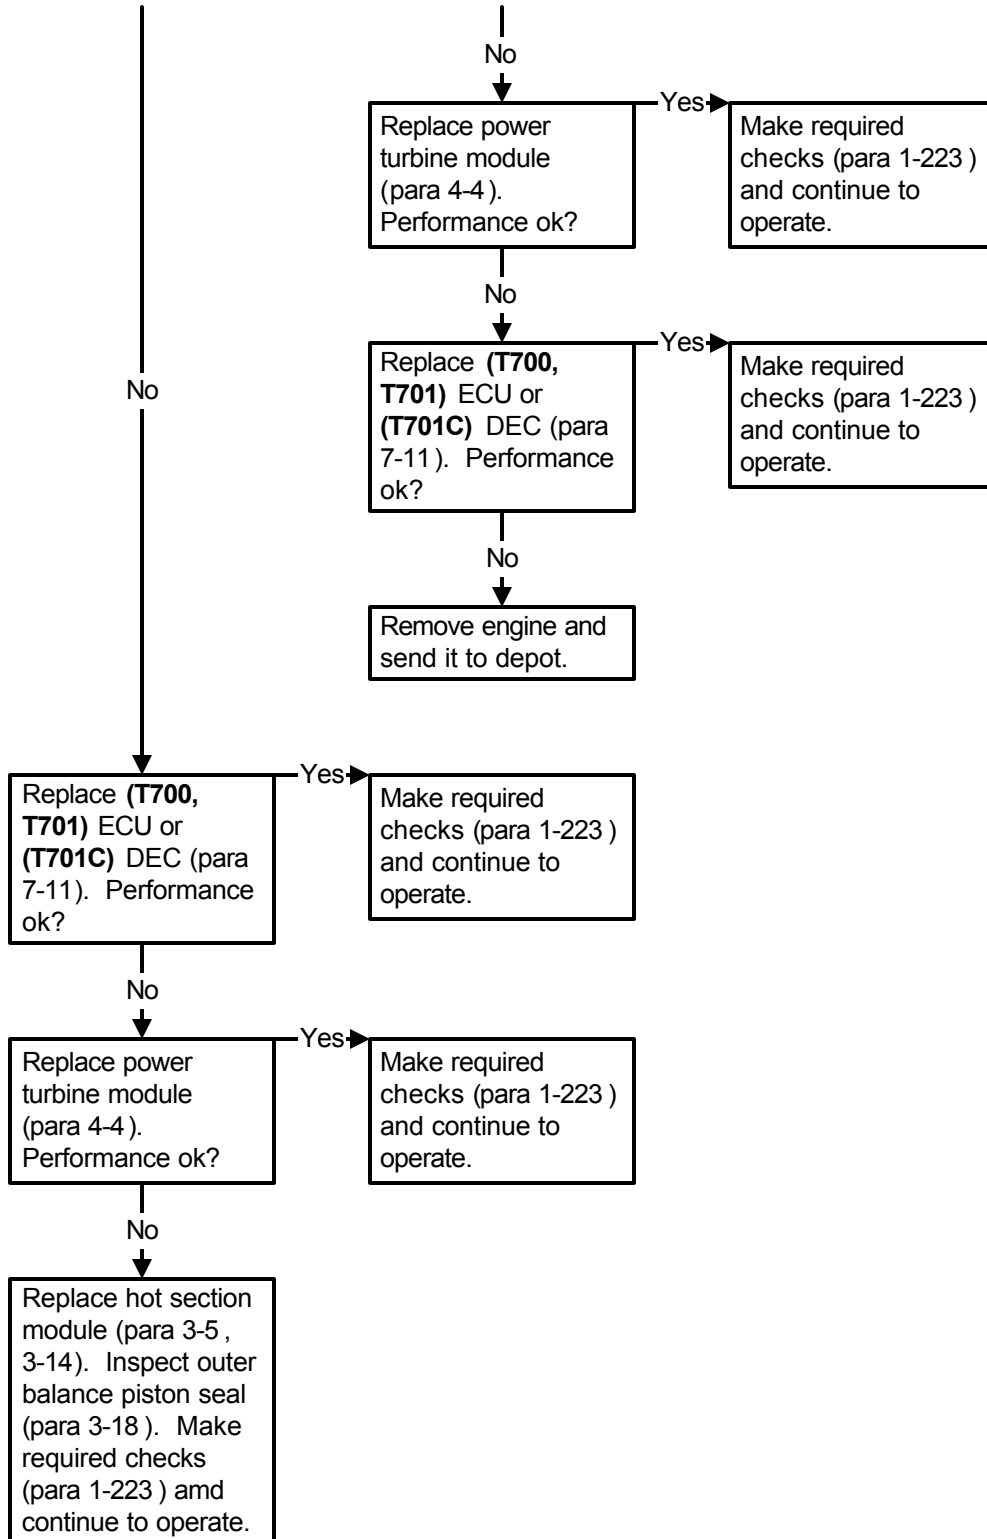 No
Replace power
turbine module
(para 4-4 ).
Performance ok?
Yes
Make required
checks (para 1-223 )
and continue to
operate.
No
No
Replace (T700,
T701) ECU or
(T701C) DEC (para
7-11 ). Performance
ok?
Yes
Make required
checks (para 1-223 )
and continue to
operate.
No
Remove engine and
send it to depot.
Replace (T700,
T701) ECU or
(T701C) DEC (para
7-11). Performance
ok?
Yes
Make required
checks (para 1-223 )
and continue to
operate.
No
Replace power
turbine module
(para 4-4 ).
Performance ok?
Yes
Make required
checks (para 1-223 )
and continue to
operate.
No
Replace hot section
module (para 3-5 ,
3-14). Inspect outer
balance piston seal
(para 3-18 ). Make
required checks
(para 1-223 ) amd
continue to operate.